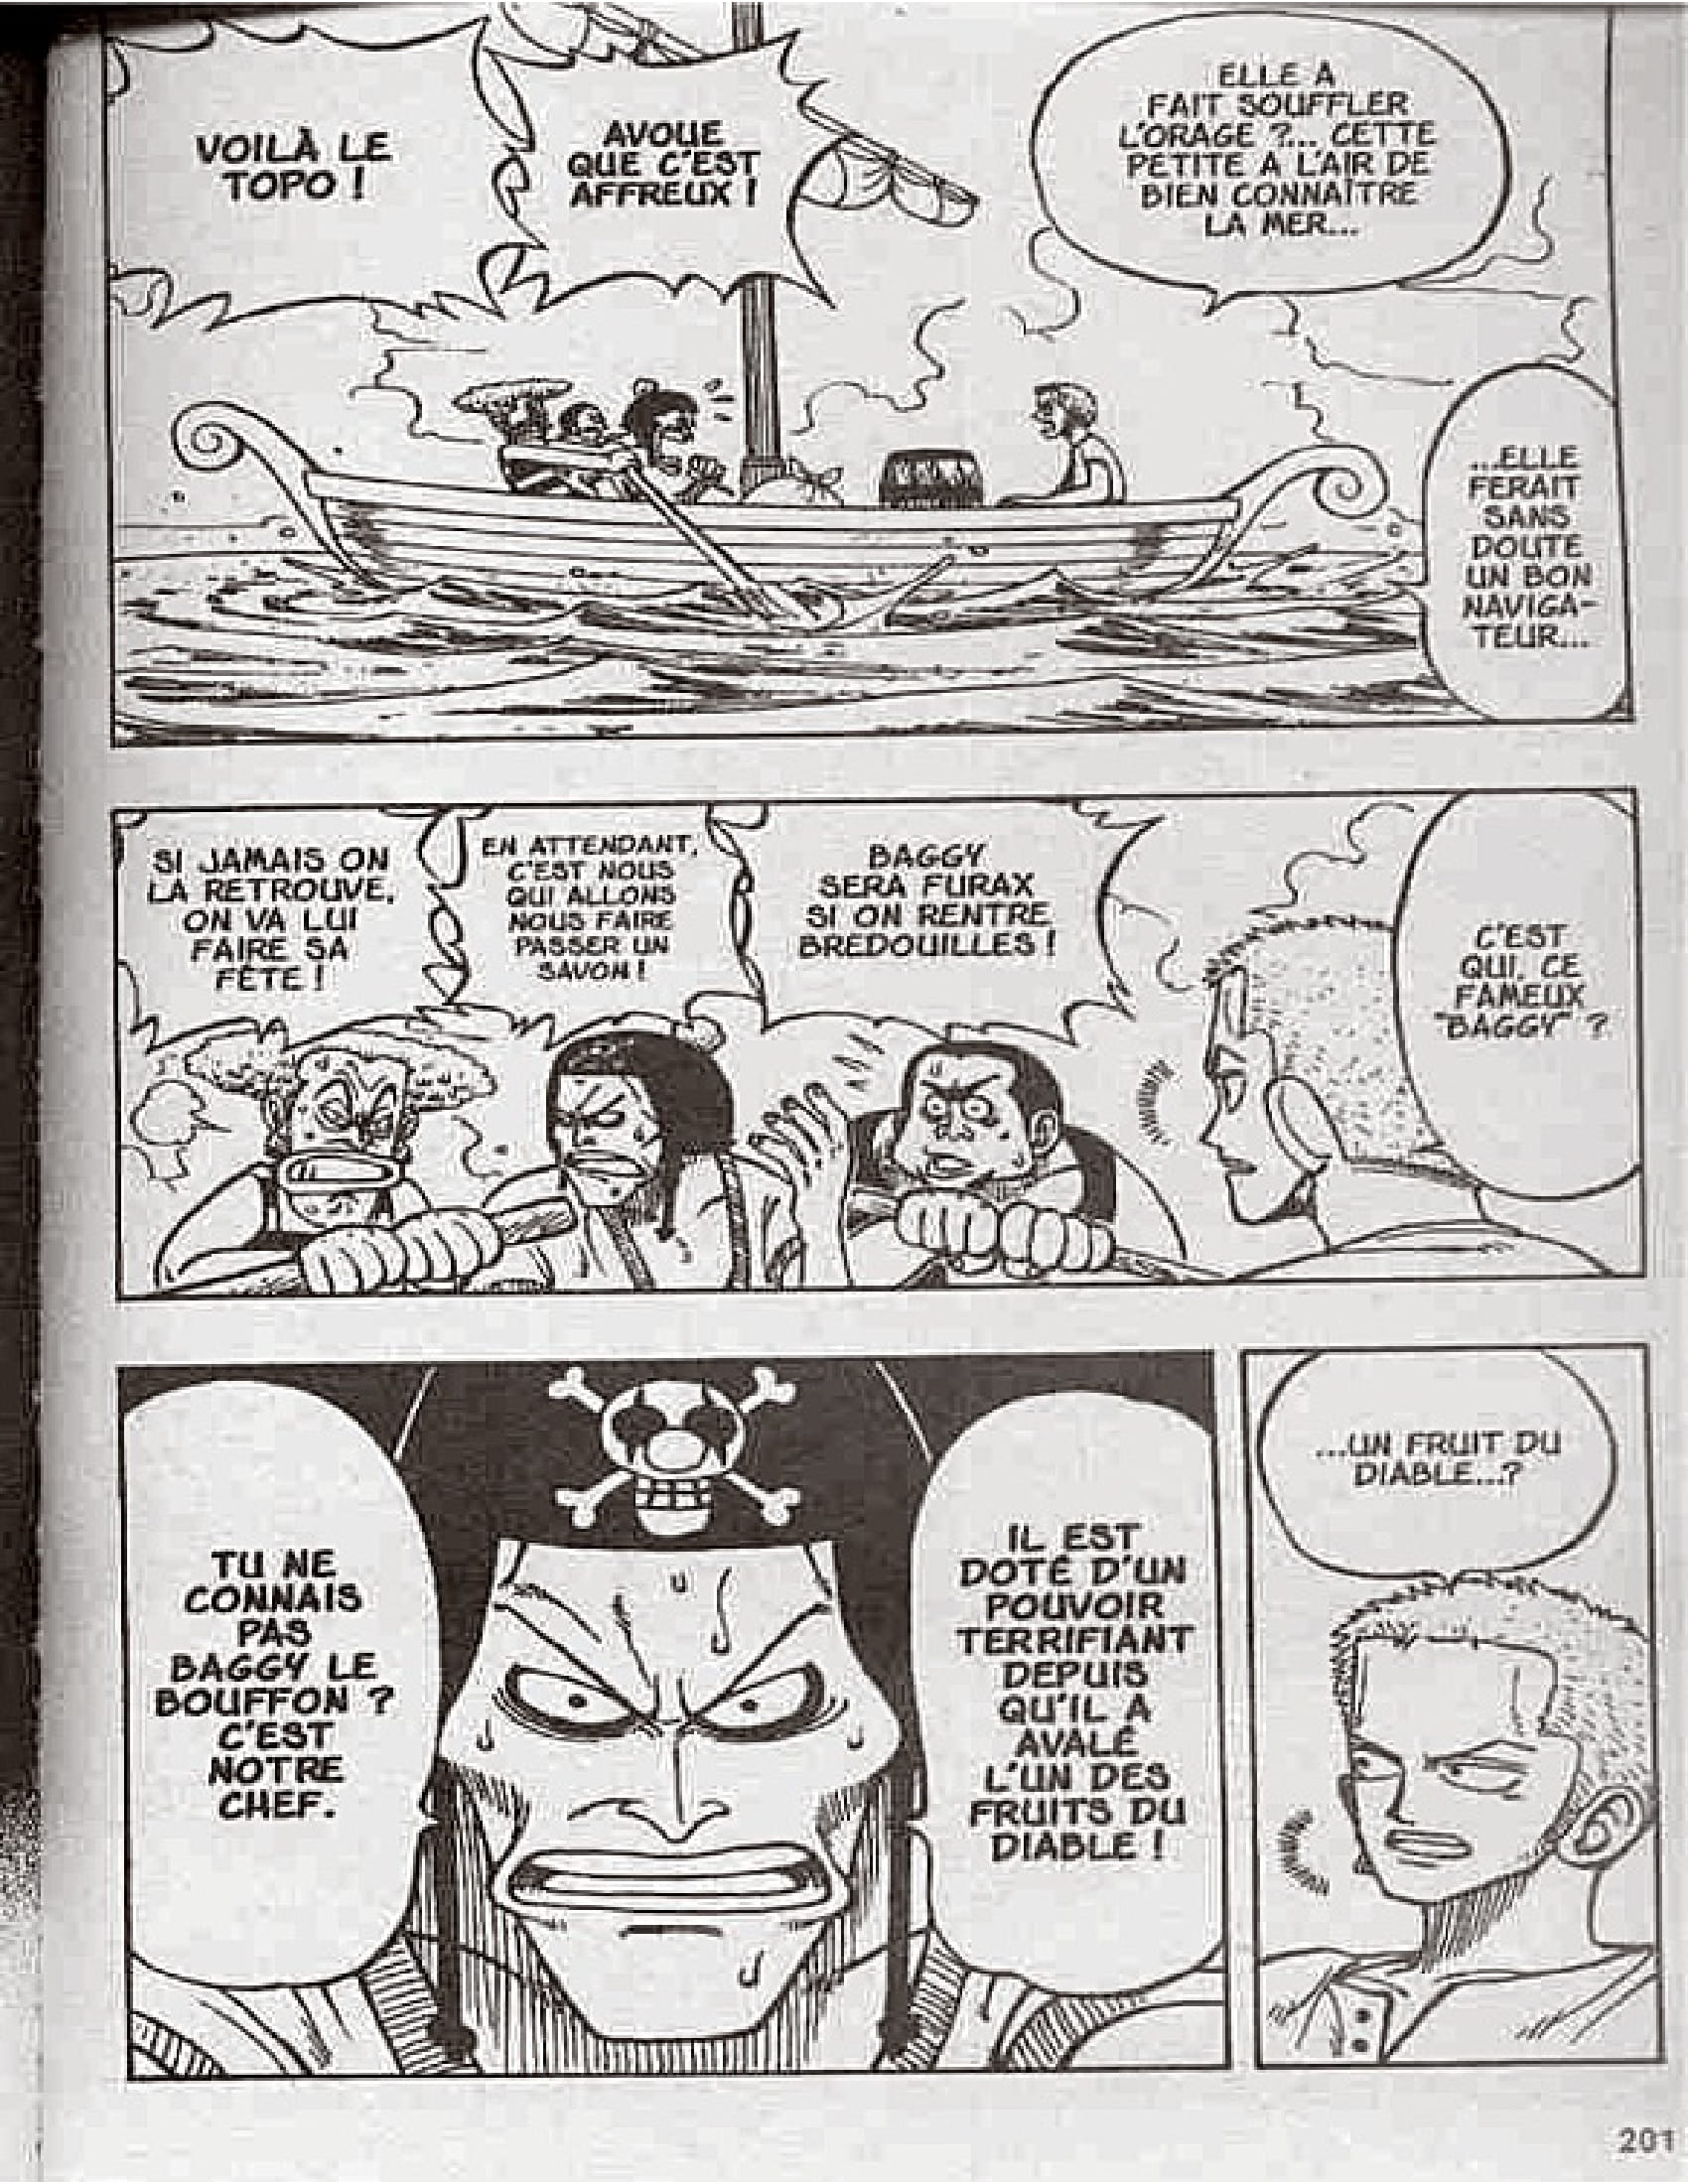 VOILÀ LE
TOPO !
AVOUE
QUE C'EST
AFFREUX !
ELLE A
FAIT SOUFFLER
L'ORAGE ?... CETTE
PETITE A L'AIR DE
BIEN CONNAÎTRE
LA MER...
...ELLE
FERAIT
SANS
DOUTE
UN BON
NAVIGA-
TEUR...
SI JAMAIS ON
LA RETROUVE,
ON VA LUI
FAIRE SA
FÊTE !
EN ATTENDANT,
C'EST NOUS
QUI ALLONS
NOUS FAIRE
PASSER UN
SAVON !
BAGGY
SERA FURAX
SI ON RENTRE
BREDOUILLES !
C'EST
QUI, CE
FAMEUX
"BAGGY" ?
TU NE
CONNAIS
PAS
BAGGY LE
BOUFFON ?
C'EST
NOTRE
CHEF.
IL EST
DOTÉ D'UN
POUVOIR
TERRIFIANT
DEPUIS
QU'IL A
AVALÉ
L'UN DES
FRUITS DU
DIABLE !
...UN FRUIT DU
DIABLE...?
201